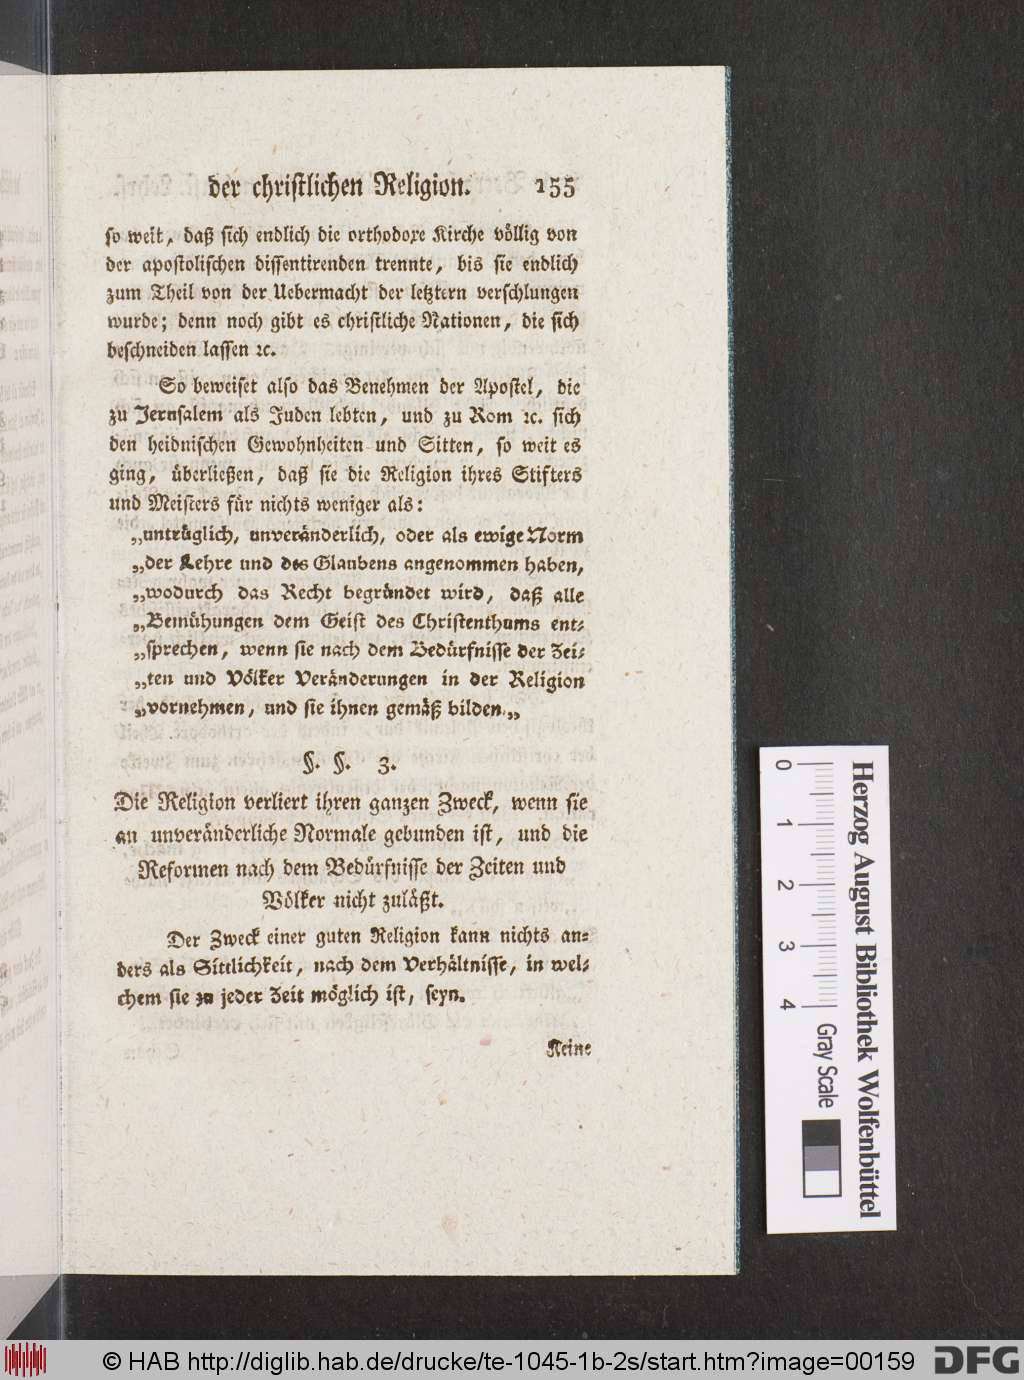 der christlichen Religion. 155
so weit, daß sich endlich die orthodoxe Kirche völlig von
der apostolischen dissentirenden trennte, bis sie endlich
zum Theil von der Uebermacht der letztern verschlungen
wurde; denn noch gibt es christliche Nationen, die sich
beschneiden lassen ꝛc.
So beweiset also das Benehmen der Apostel, die
zu Jerusalem als Juden lebten, und zu Rom ꝛc. sich
den heidnischen Gewohnheiten und Sitten, so weit es
ging, überließen, daß sie die Religion ihres Stifters
und Meisters für nichts weniger als:
„untrüglich, unveränderlich, oder als ewige Norm
„der Lehre und des Glaubens angenommen haben,
„wodurch das Recht begründet wird, daß alle
„Bemühungen dem Geist des Christenthums ent-
„sprechen, wenn sie nach dem Bedürfnisse der Zei-
„ten und Völker Veränderungen in der Religion
„vornehmen, und sie ihnen gemäß bilden.„
§. §. 3.
Die Religion verliert ihren ganzen Zweck, wenn sie
an unveränderliche Normale gebunden ist, und die
Reformen nach dem Bedürfnisse der Zeiten und
Völker nicht zuläßt.
Der Zweck einer guten Religion kann nichts an-
ders als Sittlichkeit, nach dem Verhältnisse, in wel-
chem sie zu jeder Zeit möglich ist, seyn.
Keine
0 1 2 3 4 Gray Scale
Herzog August Bibliothek Wolfenbüttel
© HAB http://diglib.hab.de/drucke/te-1045-1b-2s/start.htm?image=00159
DFG